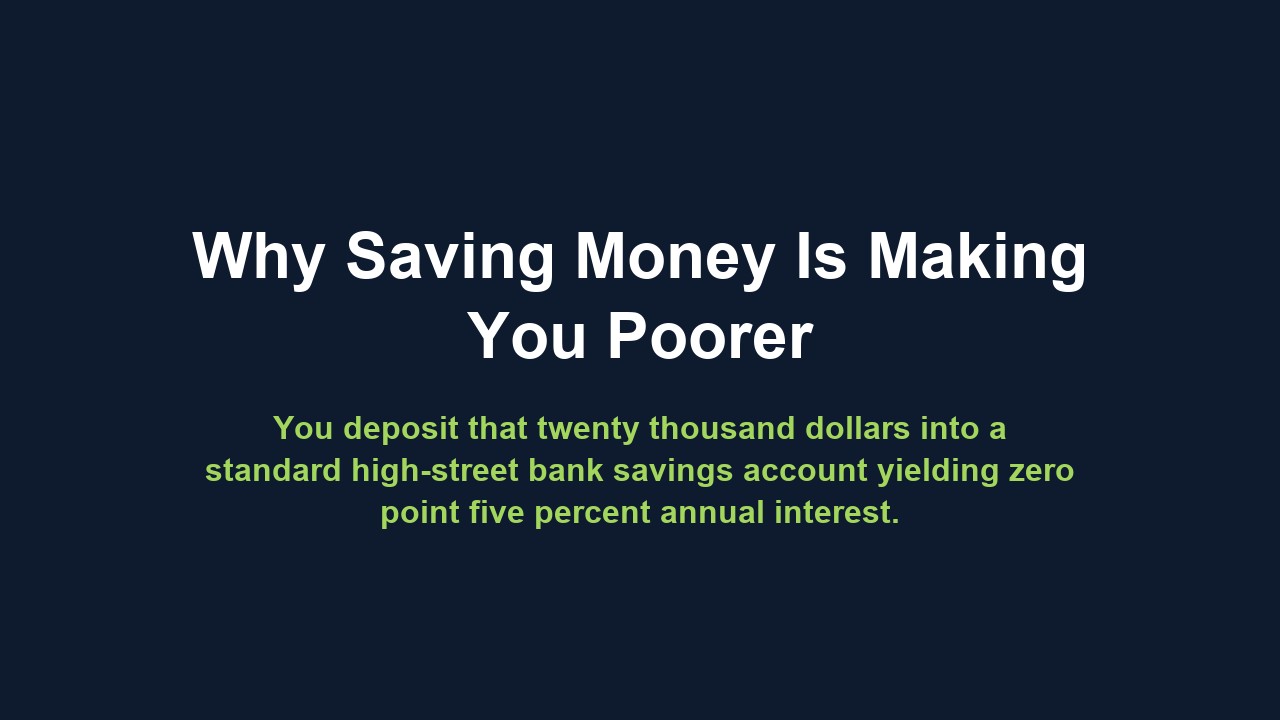 Why Saving Money Is Making
You Poorer
You deposit that twenty thousand dollars into a
standard high-street bank savings account yielding zero
point five percent annual interest.